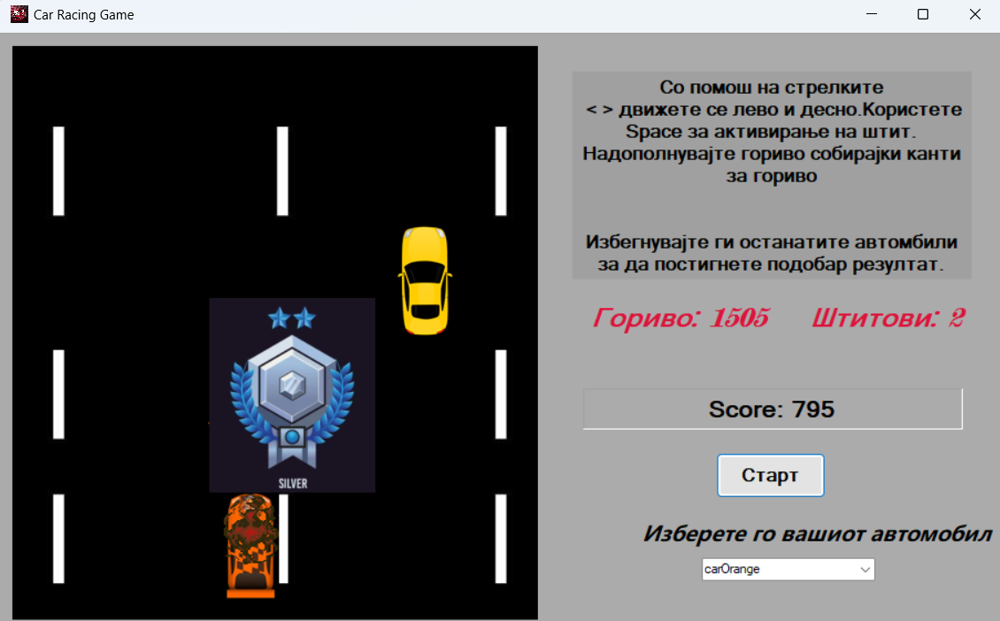 Car Racing Game
Со помош на стрелките
< > движете се лево и десно.Користете
Space за активирање на штит.
Надополнувајте гориво собирајки канти
за гориво
Избегнувајте ги останатите автомбили
за да постигнете подобар резултат.
Гориво: 1505 Штитови: 2
SILVER
Score: 795
Старт
Изберете го вашиот автомобил
carOrange